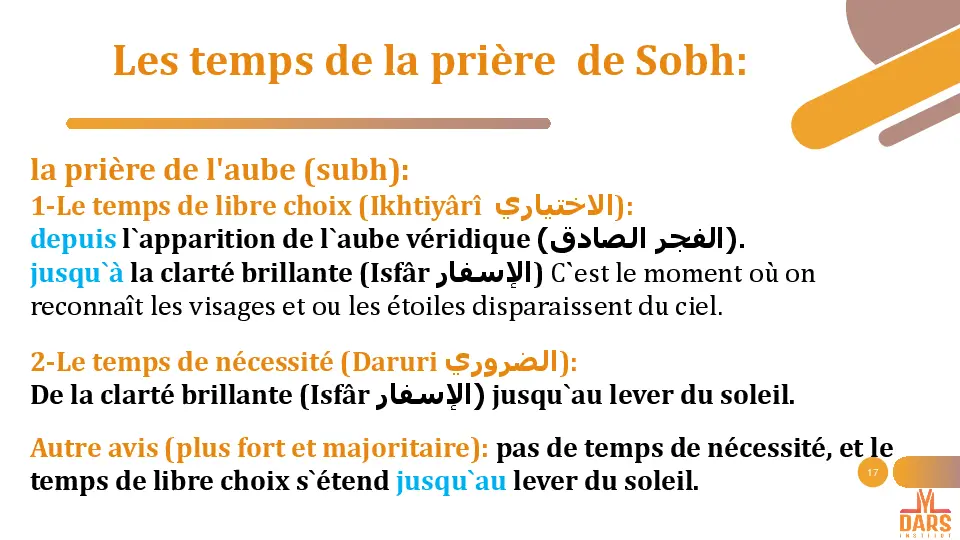 Les temps de la prière  de Sobh:
la prière de l'aube (subh):
1-Le temps de libre choix (Ikhtiyârî الاختياري):
depuis l`apparition de l`aube véridique (الفجر الصادق).
jusqu`à la clarté brillante (Isfâr الإسفار) C`est le moment où on
reconnaît les visages et ou les étoiles disparaissent du ciel.
2-Le temps de nécessité (Daruri الضروري):
De la clarté brillante (Isfâr الإسفار) jusqu`au lever du soleil.
Autre avis (plus fort et majoritaire): pas de temps de nécessité, et le
temps de libre choix s`étend jusqu`au lever du soleil.
17
DARS
INSTITUT